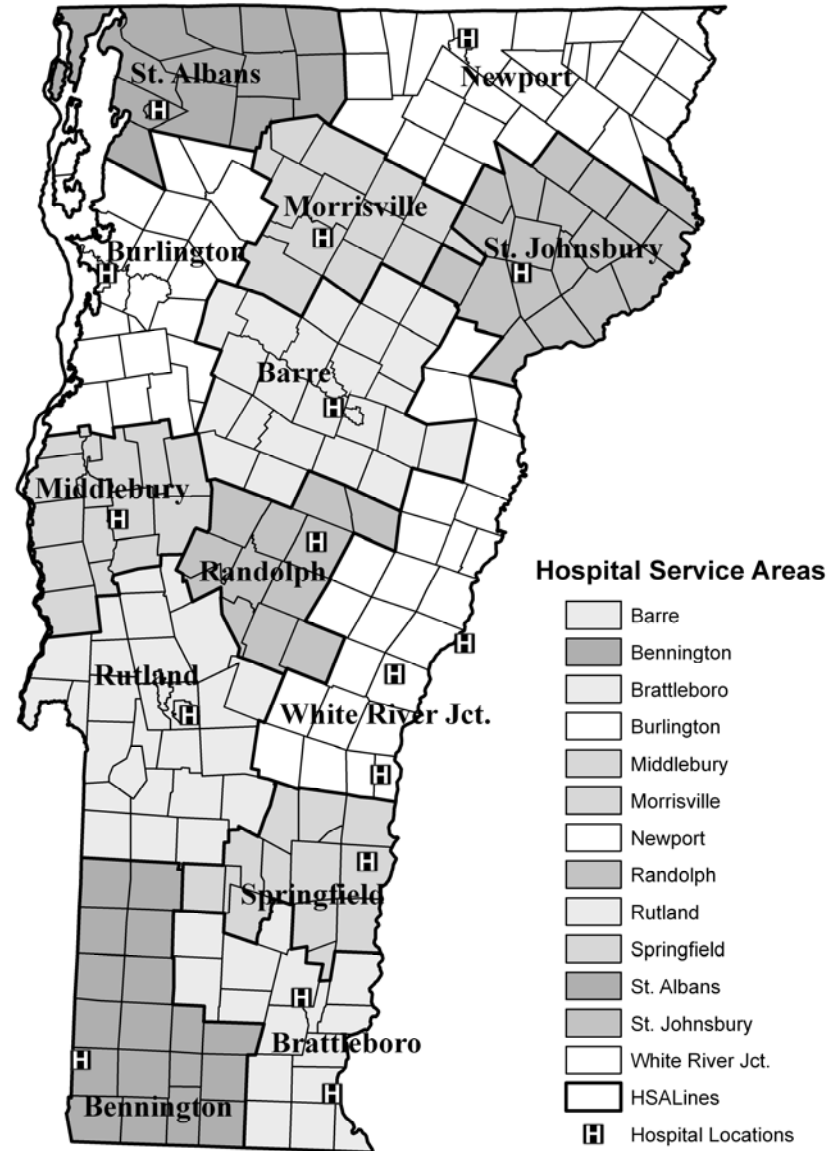 St. Albans
H
Newport
H
Morrisville
H
St. Johnsbury
H
Burlington
H
Barre
H
Middlebury
H
Randolph
H
Rutland
H
White River Jct.
H
H
H
Springfield
H
Brattleboro
H
H
Bennington
H
Hospital Service Areas
Barre
Bennington
Brattleboro
Burlington
Middlebury
Morrisville
Newport
Randolph
Rutland
Springfield
St. Albans
St. Johnsbury
White River Jct.
HSALines
H Hospital Locations